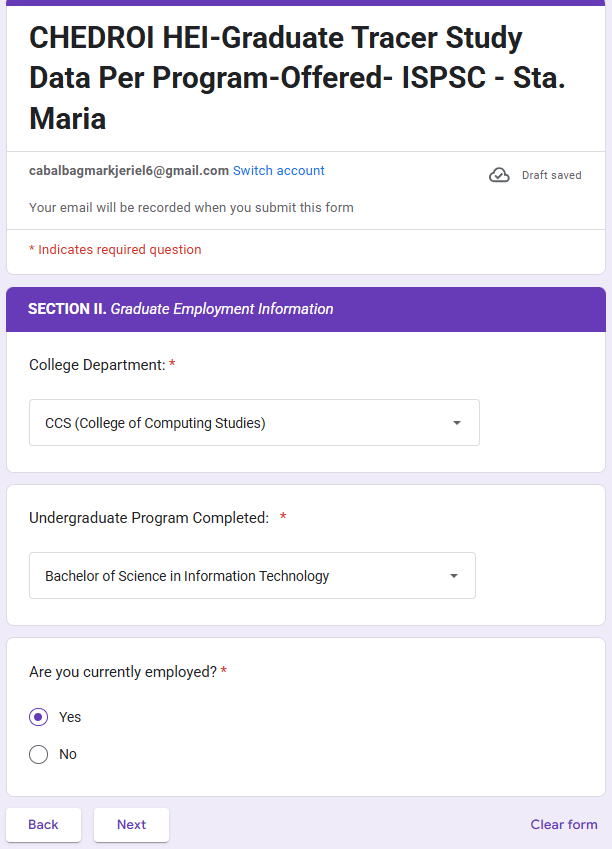 CHEDROI HEI-Graduate Tracer Study
Data Per Program-Offered- ISPSC - Sta.
Maria
cabalbagmarkjeriel6@gmail.com Switch account
Draft saved
Your email will be recorded when you submit this form
* Indicates required question
SECTION II. Graduate Employment Information
College Department: *
CCS (College of Computing Studies)
Undergraduate Program Completed: *
Bachelor of Science in Information Technology
Are you currently employed? *
Yes
No
Back
Next
Clear form